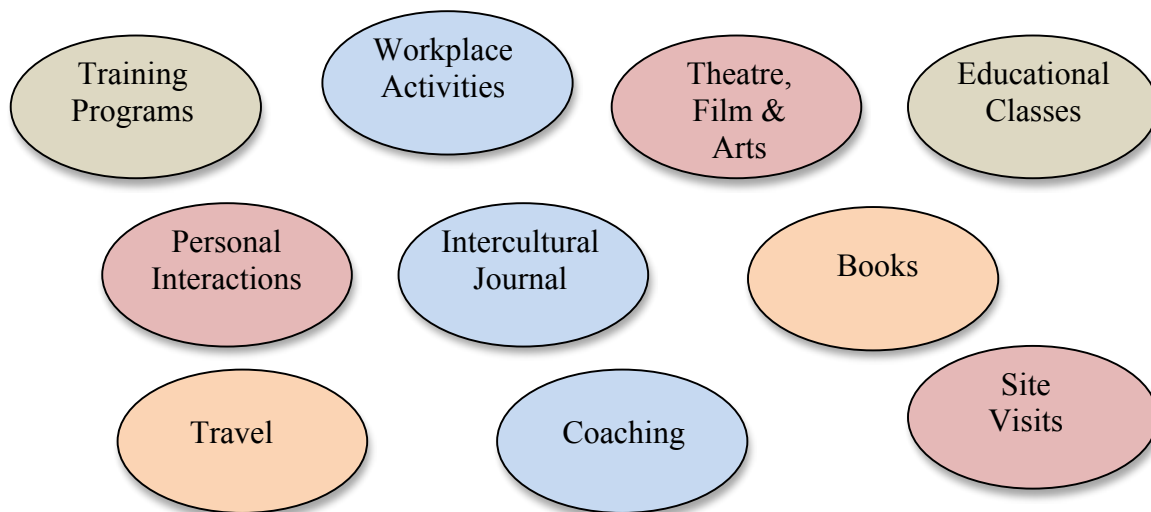 Training
Programs
Workplace
Activities
Theatre,
Film &
Arts
Educational
Classes
Personal
Interactions
Intercultural
Journal
Books
Travel
Coaching
Site
Visits